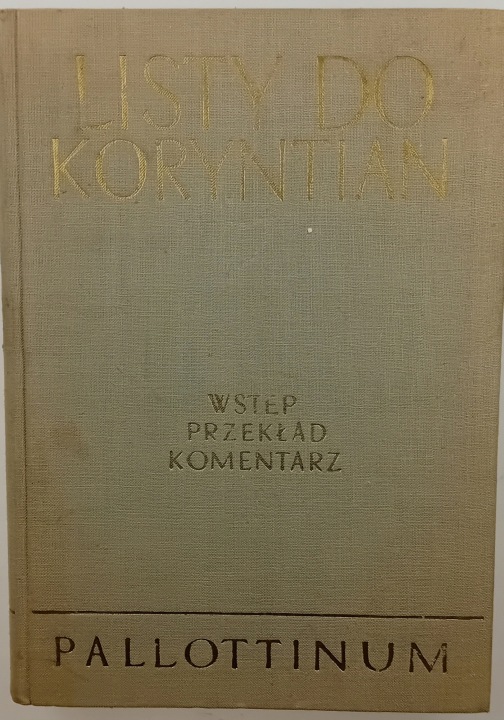 LISTY DO
KORYNTIAN
WSTĘP
PRZEKŁAD
KOMENTARZ
PALLOTTINUM